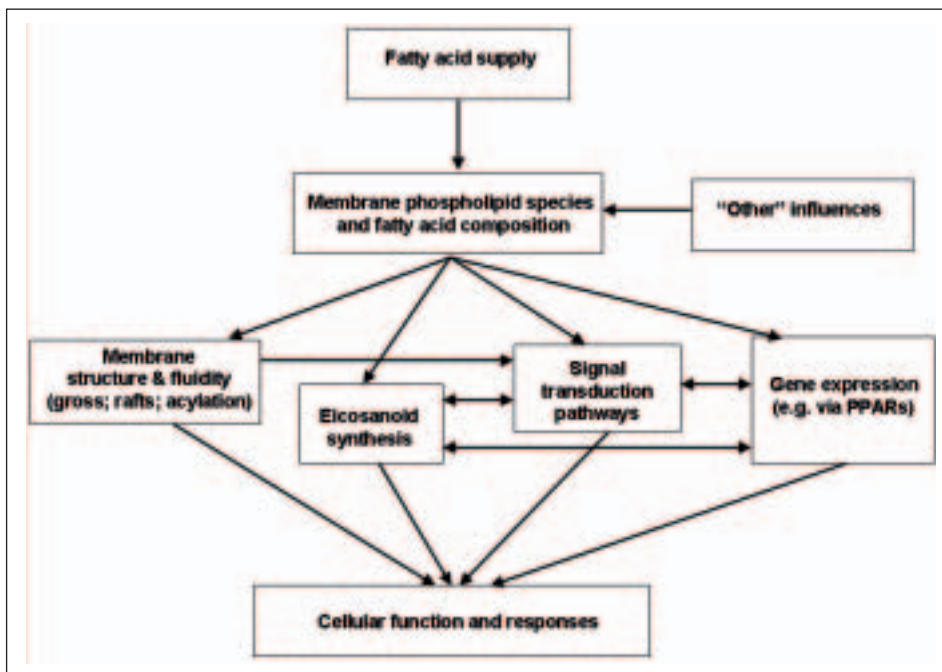 Fatty acid supply
Membrane phospholipid species
and fatty acid composition
"Other" influences
Membrane
structure & fluidity
(gross; rafts; acylation)
Eicosanoid
synthesis
Signal
transduction
pathways
Gene expression
(e.g. via PPARs)
Cellular function and responses